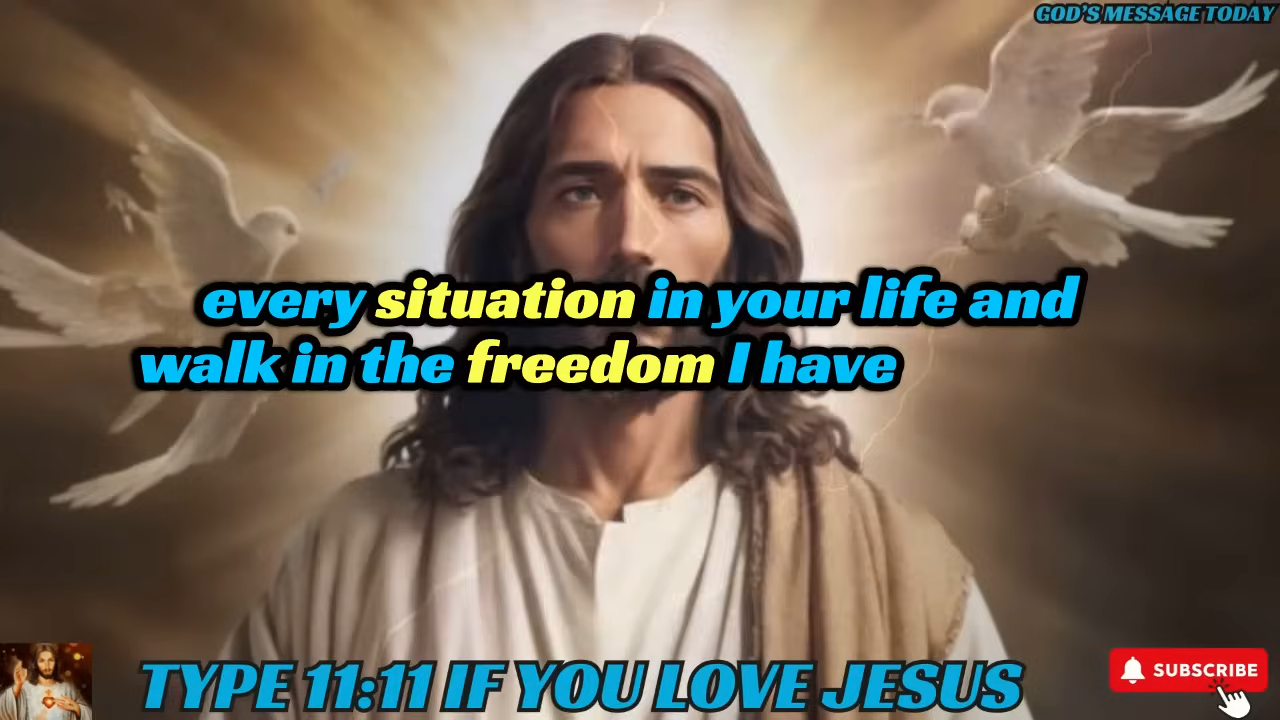 GOD'S MESSAGE TODAY
every situation in your life and
walk in the freedom I have
TYPE 11:11 IF YOU LOVE JESUS
SUBSCRIBE